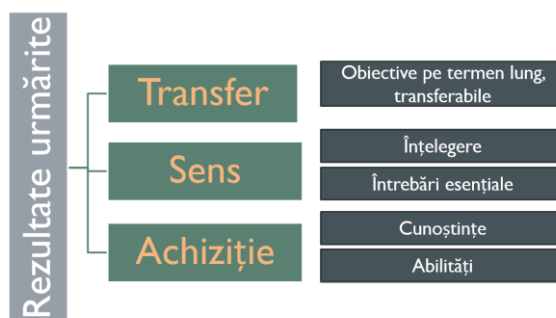 Rezultate urmărite
Transfer
Obiective pe termen lung,
transferabile
Sens
Înțelegere
Întrebări esențiale
Achiziție
Cunoștințe
Abilități